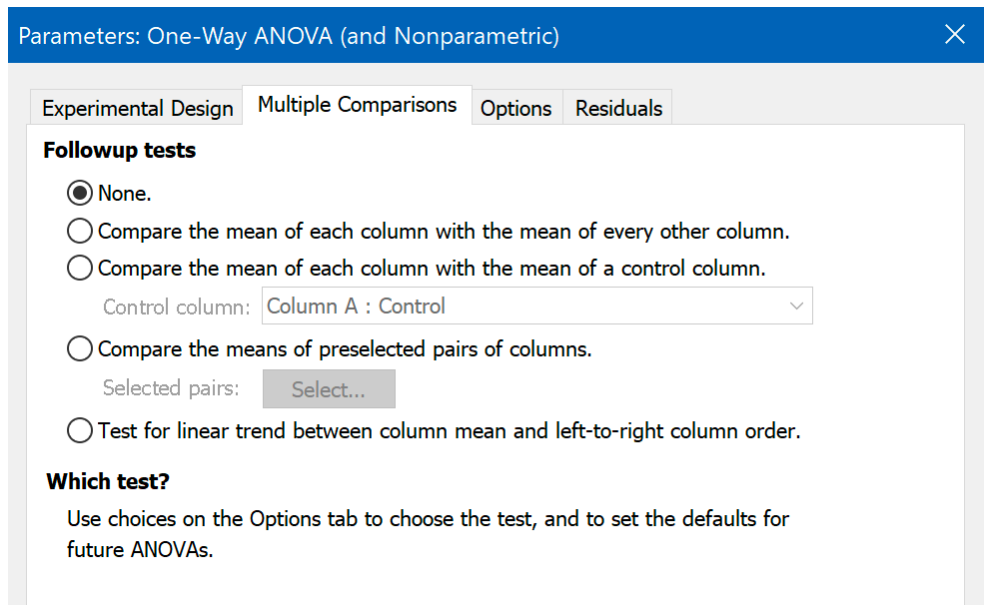 Parameters: One-Way ANOVA (and Nonparametric)
Experimental Design Multiple Comparisons Options Residuals
Followup tests
None.
Compare the mean of each column with the mean of every other column.
Compare the mean of each column with the mean of a control column.
Control column: Column A : Control
Compare the means of preselected pairs of columns.
Selected pairs: Select...
Test for linear trend between column mean and left-to-right column order.
Which test?
Use choices on the Options tab to choose the test, and to set the defaults for
future ANOVAs.